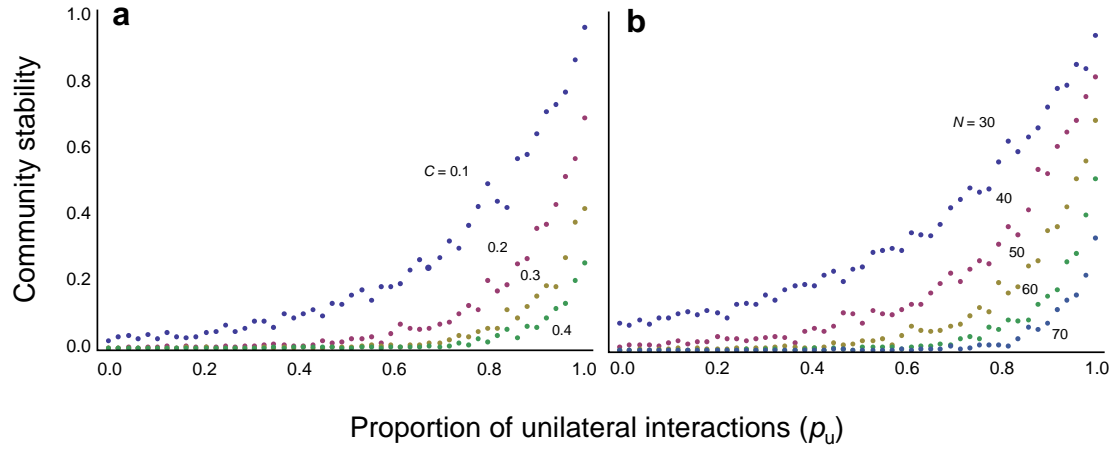 a
b
Community stability
1.0
0.8
0.6
0.4
0.2
0.0
C = 0.1
0.2
0.3
0.4
N = 30
40
50
60
70
0.0 0.2 0.4 0.6 0.8 1.0
0.0 0.2 0.4 0.6 0.8 1.0
Proportion of unilateral interactions (pu)